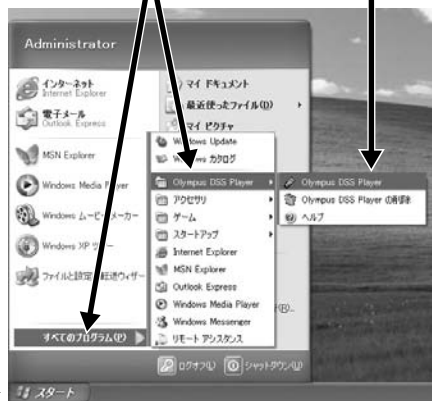 Administrator
インターネット
Internet Explorer
電子メール
Outlook Express
MSN Explorer
Windows Media Player
Windows ムービー メーカー
Windows XP ツアー
ファイルと設定の転送ウィザー
すべてのプログラム(P)
マイ ドキュメント
最近使ったファイル(D)
マイ ピクチャ
Windows Update
Windows カタログ
Olympus DSS Player
アクセサリ
ゲーム
スタートアップ
Internet Explorer
MSN Explorer
Outlook Express
Windows Media Player
Windows Messenger
リモート アシスタンス
Olympus DSS Player
Olympus DSS Player の削除
ヘルプ
(P)...
ログオフ(L)
シャットダウン(U)
スタート